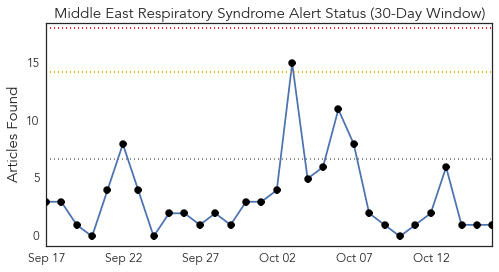 Middle East Respiratory Syndrome Alert Status (30-Day Window)
Articles Found
15
10
5
0
Sep 17 Sep 22 Sep 27 Oct 02 Oct 07 Oct 12